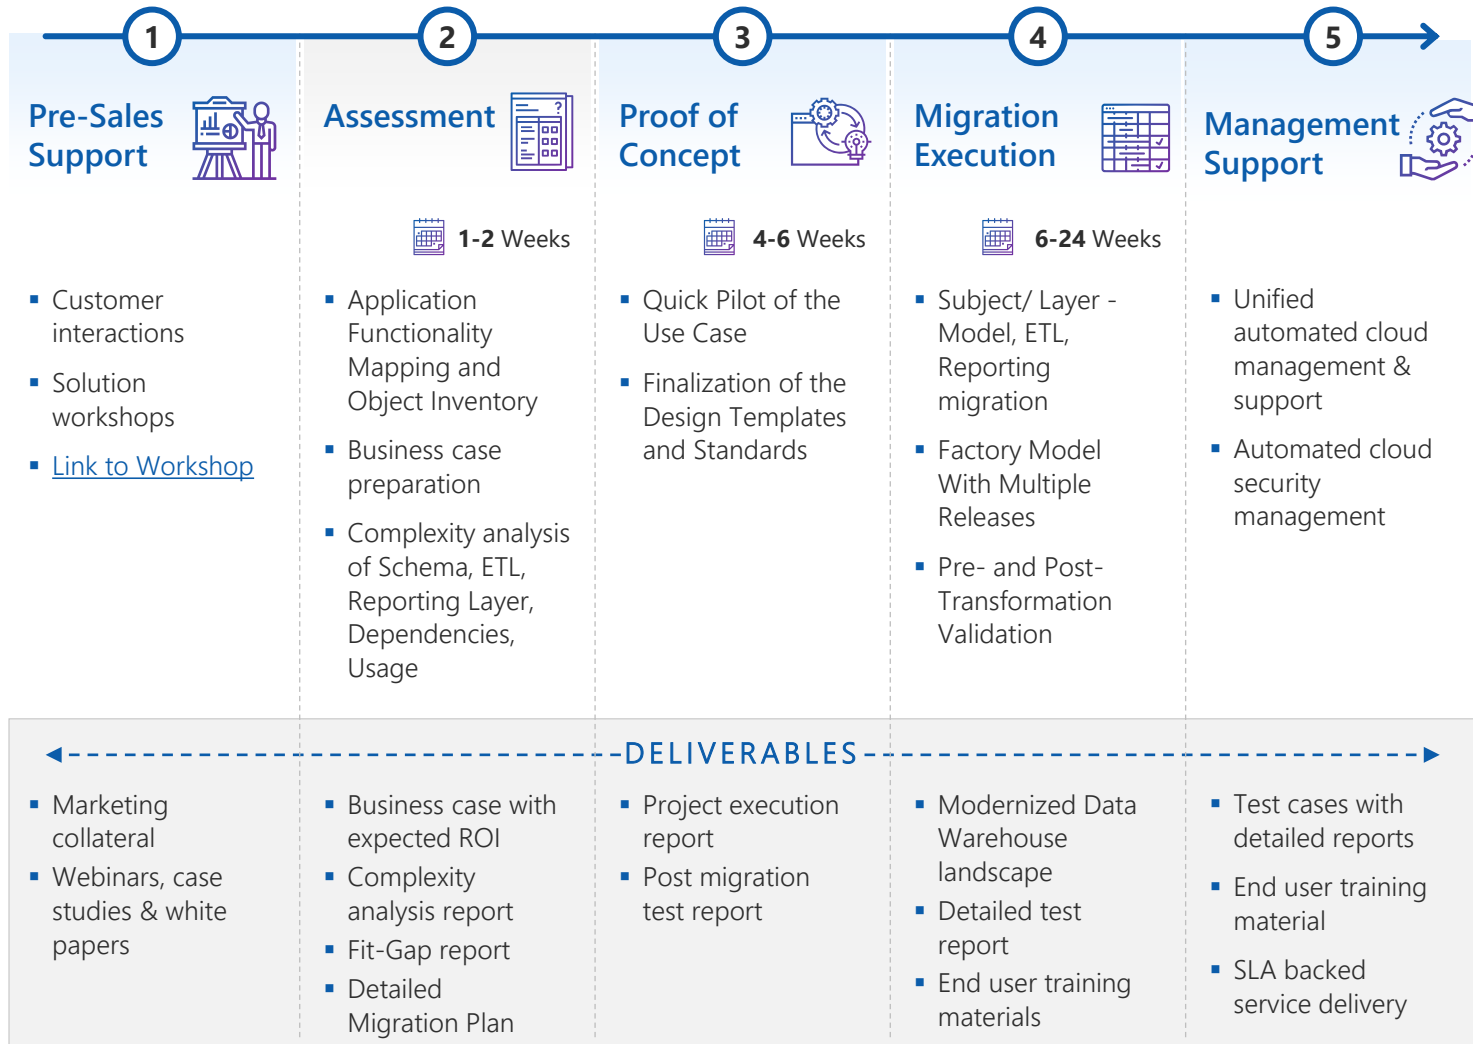 1
2
3
4
5
Pre-Sales
Support
Assessment
Proof of
Concept
Migration
Execution
Management
Support
1-2 Weeks
4-6 Weeks
6-24 Weeks
▪ Customer
interactions
▪ Solution
workshops
▪ Link to Workshop
▪ Application
Functionality
Mapping and
Object Inventory
▪ Business case
preparation
▪ Complexity analysis
of Schema, ETL,
Reporting Layer,
Dependencies,
Usage
▪ Quick Pilot of the
Use Case
▪ Finalization of the
Design Templates
and Standards
▪ Subject/ Layer -
Model, ETL,
Reporting
migration
▪ Factory Model
With Multiple
Releases
▪ Pre- and Post-
Transformation
Validation
▪ Unified
automated cloud
management &
support
▪ Automated cloud
security
management
DELIVERABLES
▪ Marketing
collateral
▪ Webinars, case
studies & white
papers
▪ Business case with
expected ROI
▪ Complexity
analysis report
▪ Fit-Gap report
▪ Detailed
Migration Plan
▪ Project execution
report
▪ Post migration
test report
▪ Modernized Data
Warehouse
landscape
▪ Detailed test
report
▪ End user training
materials
▪ Test cases with
detailed reports
▪ End user training
material
▪ SLA backed
service delivery